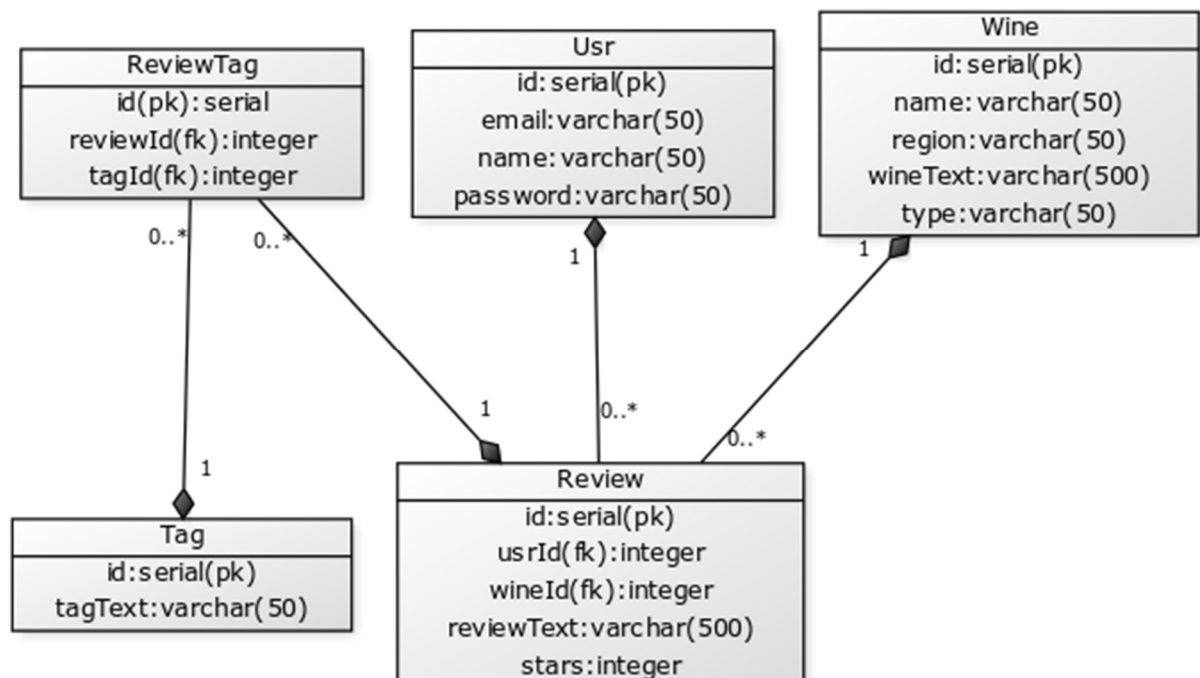 ReviewTag
id(pk):serial
reviewId(fk):integer
tagId(fk):integer
Usr
id:serial(pk)
email:varchar(50)
name:varchar(50)
password:varchar(50)
Wine
id:serial(pk)
name:varchar(50)
region:varchar(50)
wineText:varchar(500)
type:varchar(50)
0..*
0..*
1
1
1
0..*
0..*
1
Tag
id:serial(pk)
tagText:varchar(50)
Review
id:serial(pk)
usrId(fk):integer
wineId(fk):integer
reviewText:varchar(500)
stars:integer